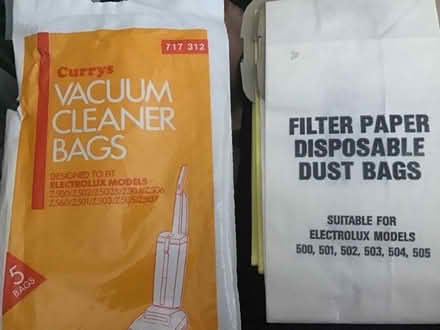 717 312
Currys
VACUUM
CLEANER
BAGS
DESIGNED TO FIT
ELECTROLUX MODELS
5
BAGS
FILTER PAPER
DISPOSABLE
DUST BAGS
SUITABLE FOR
ELECTROLUX MODELS
500, 501, 502, 503, 504, 505